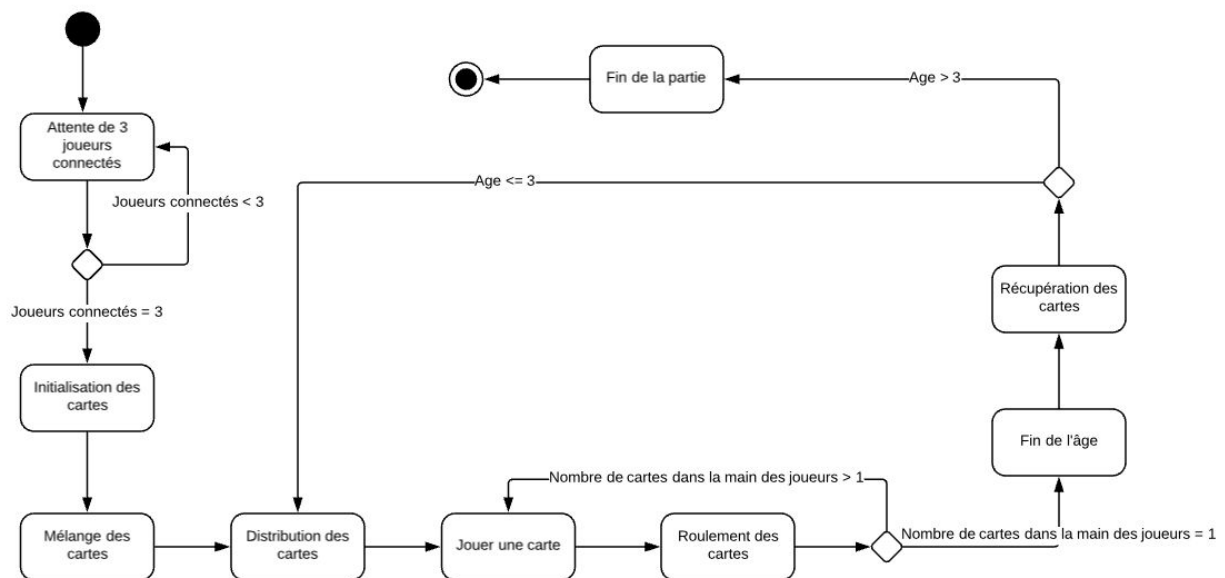 Attente de 3
joueurs
connectés
Joueurs connectés < 3
Joueurs connectés = 3
Initialisation des
cartes
Mélange des
cartes
Distribution des
cartes
Jouer une carte
Roulement des
cartes
Nombre de cartes dans la main des joueurs > 1
Nombre de cartes dans la main des joueurs = 1
Fin de l'âge
Récupération des
cartes
Age <= 3
Age > 3
Fin de la partie